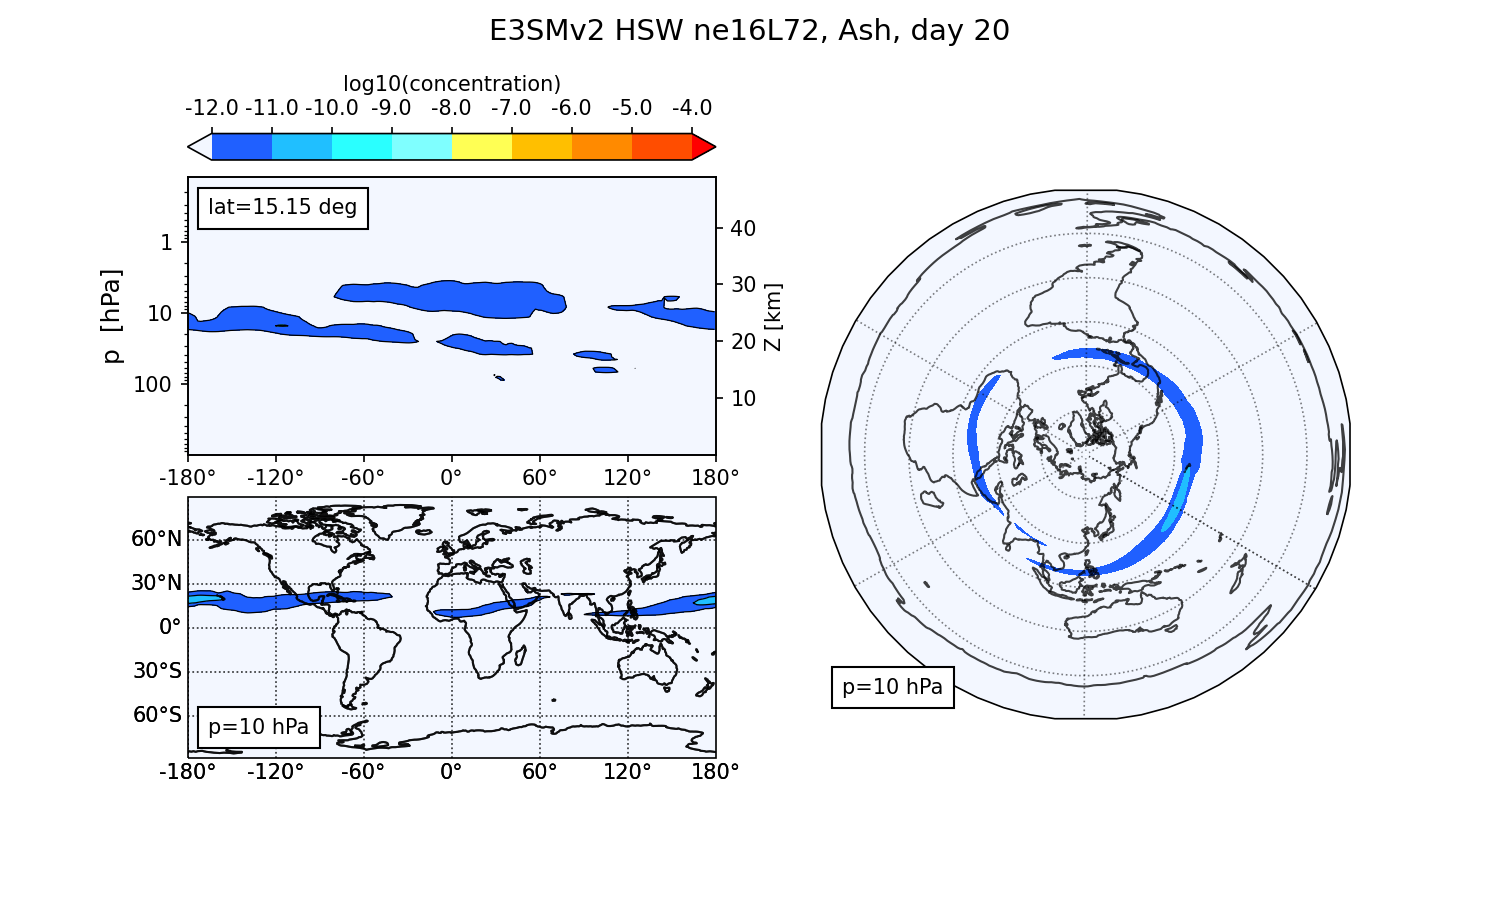 E3SMv2 HSW ne16L72, Ash, day 20
log10(concentration)
-12.0 -11.0 -10.0 -9.0 -8.0 -7.0 -6.0 -5.0 -4.0
lat=15.15 deg
1
10
100
p [hPa]
40
30
20
10
Z [km]
-180° -120° -60° 0° 60° 120° 180°
60°N
30°N
0°
30°S
60°S
p=10 hPa
-180° -120° -60° 0° 60° 120° 180°
p=10 hPa